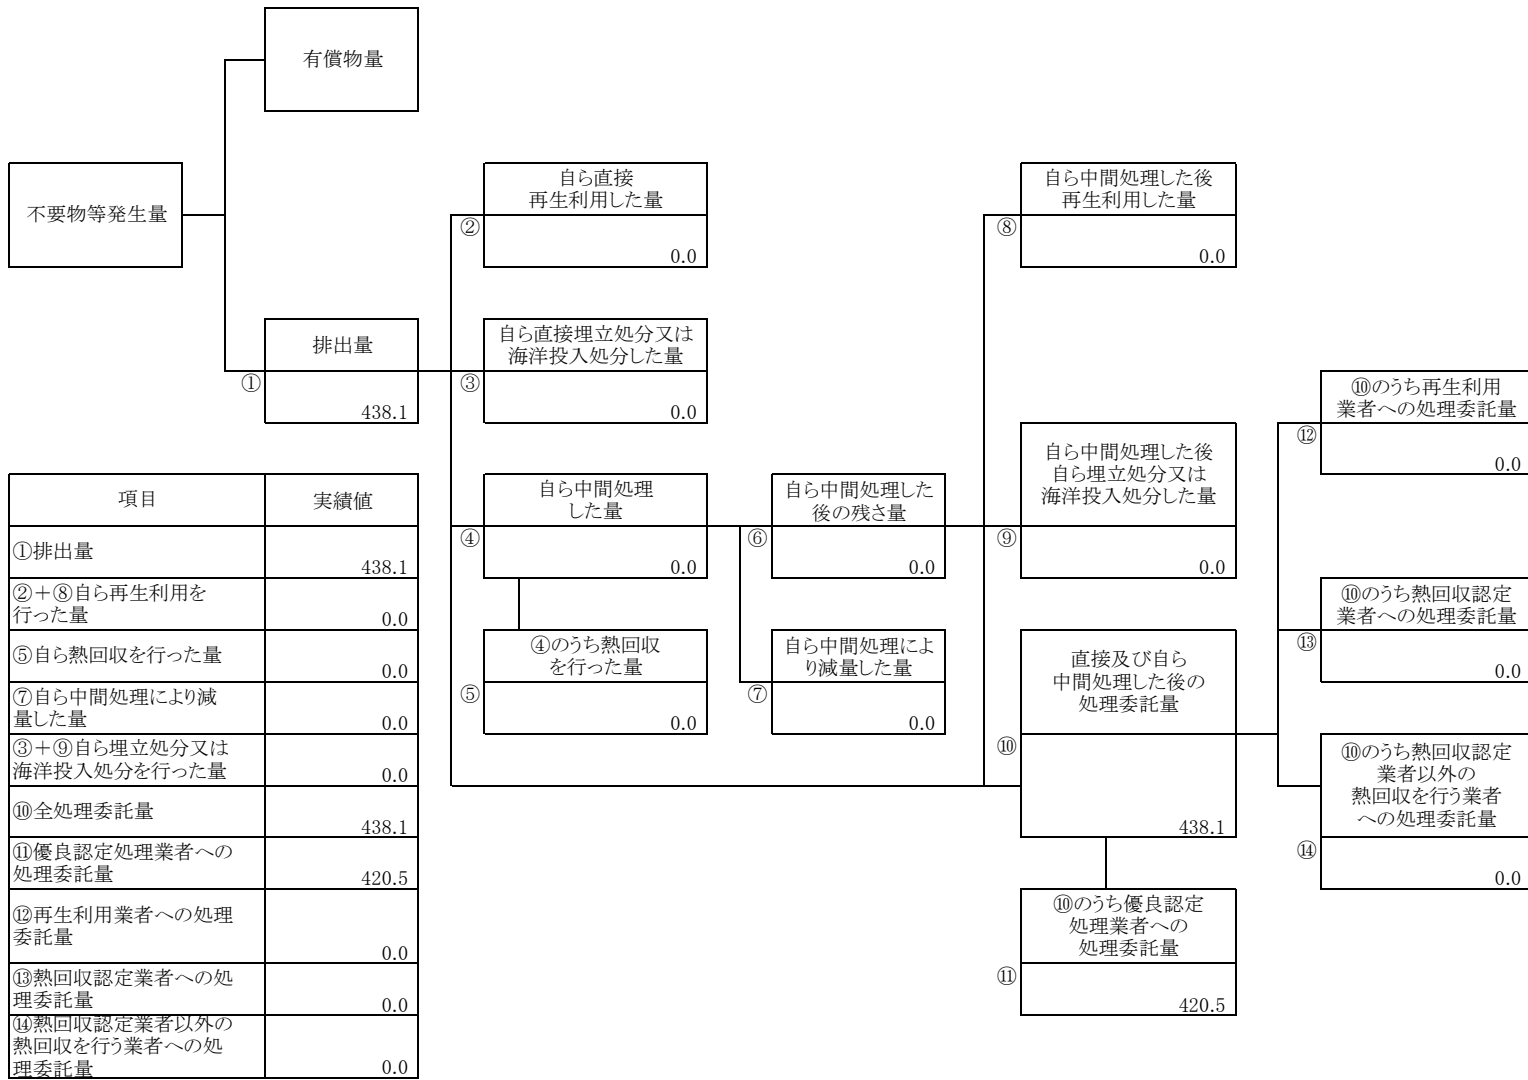 有償物量
不要物等発生量
排出量
①
438.1
自ら直接
再生利用した量
②
0.0
自ら直接埋立処分又は
海洋投入処分した量
③
0.0
自ら中間処理
した量
④
0.0
④のうち熱回収
を行った量
⑤
0.0
自ら中間処理した
後の残さ量
⑥
0.0
自ら中間処理によ
り減量した量
⑦
0.0
自ら中間処理した後
再生利用した量
⑧
0.0
自ら中間処理した後
自ら埋立処分又は
海洋投入処分した量
⑨
0.0
直接及び自ら
中間処理した後の
処理委託量
⑩
438.1
⑩のうち優良認定
処理業者への
処理委託量
⑪
420.5
⑩のうち再生利用
業者への処理委託量
⑫
0.0
⑩のうち熱回収認定
業者への処理委託量
⑬
0.0
⑩のうち熱回収認定
業者以外の
熱回収を行う業者
への処理委託量
⑭
0.0
項目 実績値
①排出量
438.1
②+⑧自ら再生利用を
行った量
0.0
⑤自ら熱回収を行った量
0.0
⑦自ら中間処理により減
量した量
0.0
③+⑨自ら埋立処分又は
海洋投入処分を行った量
0.0
⑩全処理委託量
438.1
⑪優良認定処理業者への
処理委託量
420.5
⑫再生利用業者への処理
委託量
0.0
⑬熱回収認定業者への処
理委託量
0.0
⑭熱回収認定業者以外の
熱回収を行う業者への処
理委託量
0.0